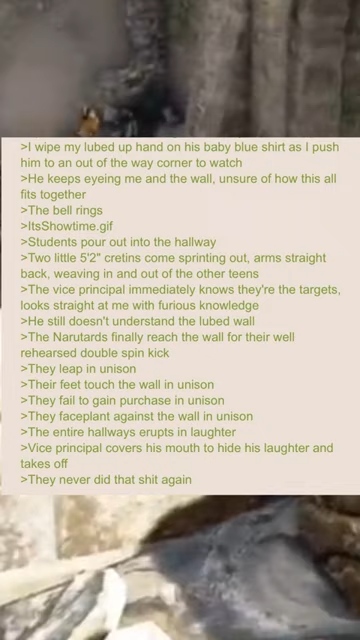 >I wipe my lubed up hand on his baby blue shirt as I push
him to an out of the way corner to watch
>He keeps eyeing me and the wall, unsure of how this all
fits together
>The bell rings
>ItsShowtime.gif
>Students pour out into the hallway
>Two little 5'2" cretins come sprinting out, arms straight
back, weaving in and out of the other teens
>The vice principal immediately knows they're the targets,
looks straight at me with furious knowledge
>He still doesn't understand the lubed wall
>The Narutards finally reach the wall for their well
rehearsed double spin kick
>They leap in unison
>Their feet touch the wall in unison
>They fail to gain purchase in unison
>They faceplant against the wall in unison
>The entire hallways erupts in laughter
>Vice principal covers his mouth to hide his laughter and
takes off
>They never did that shit again